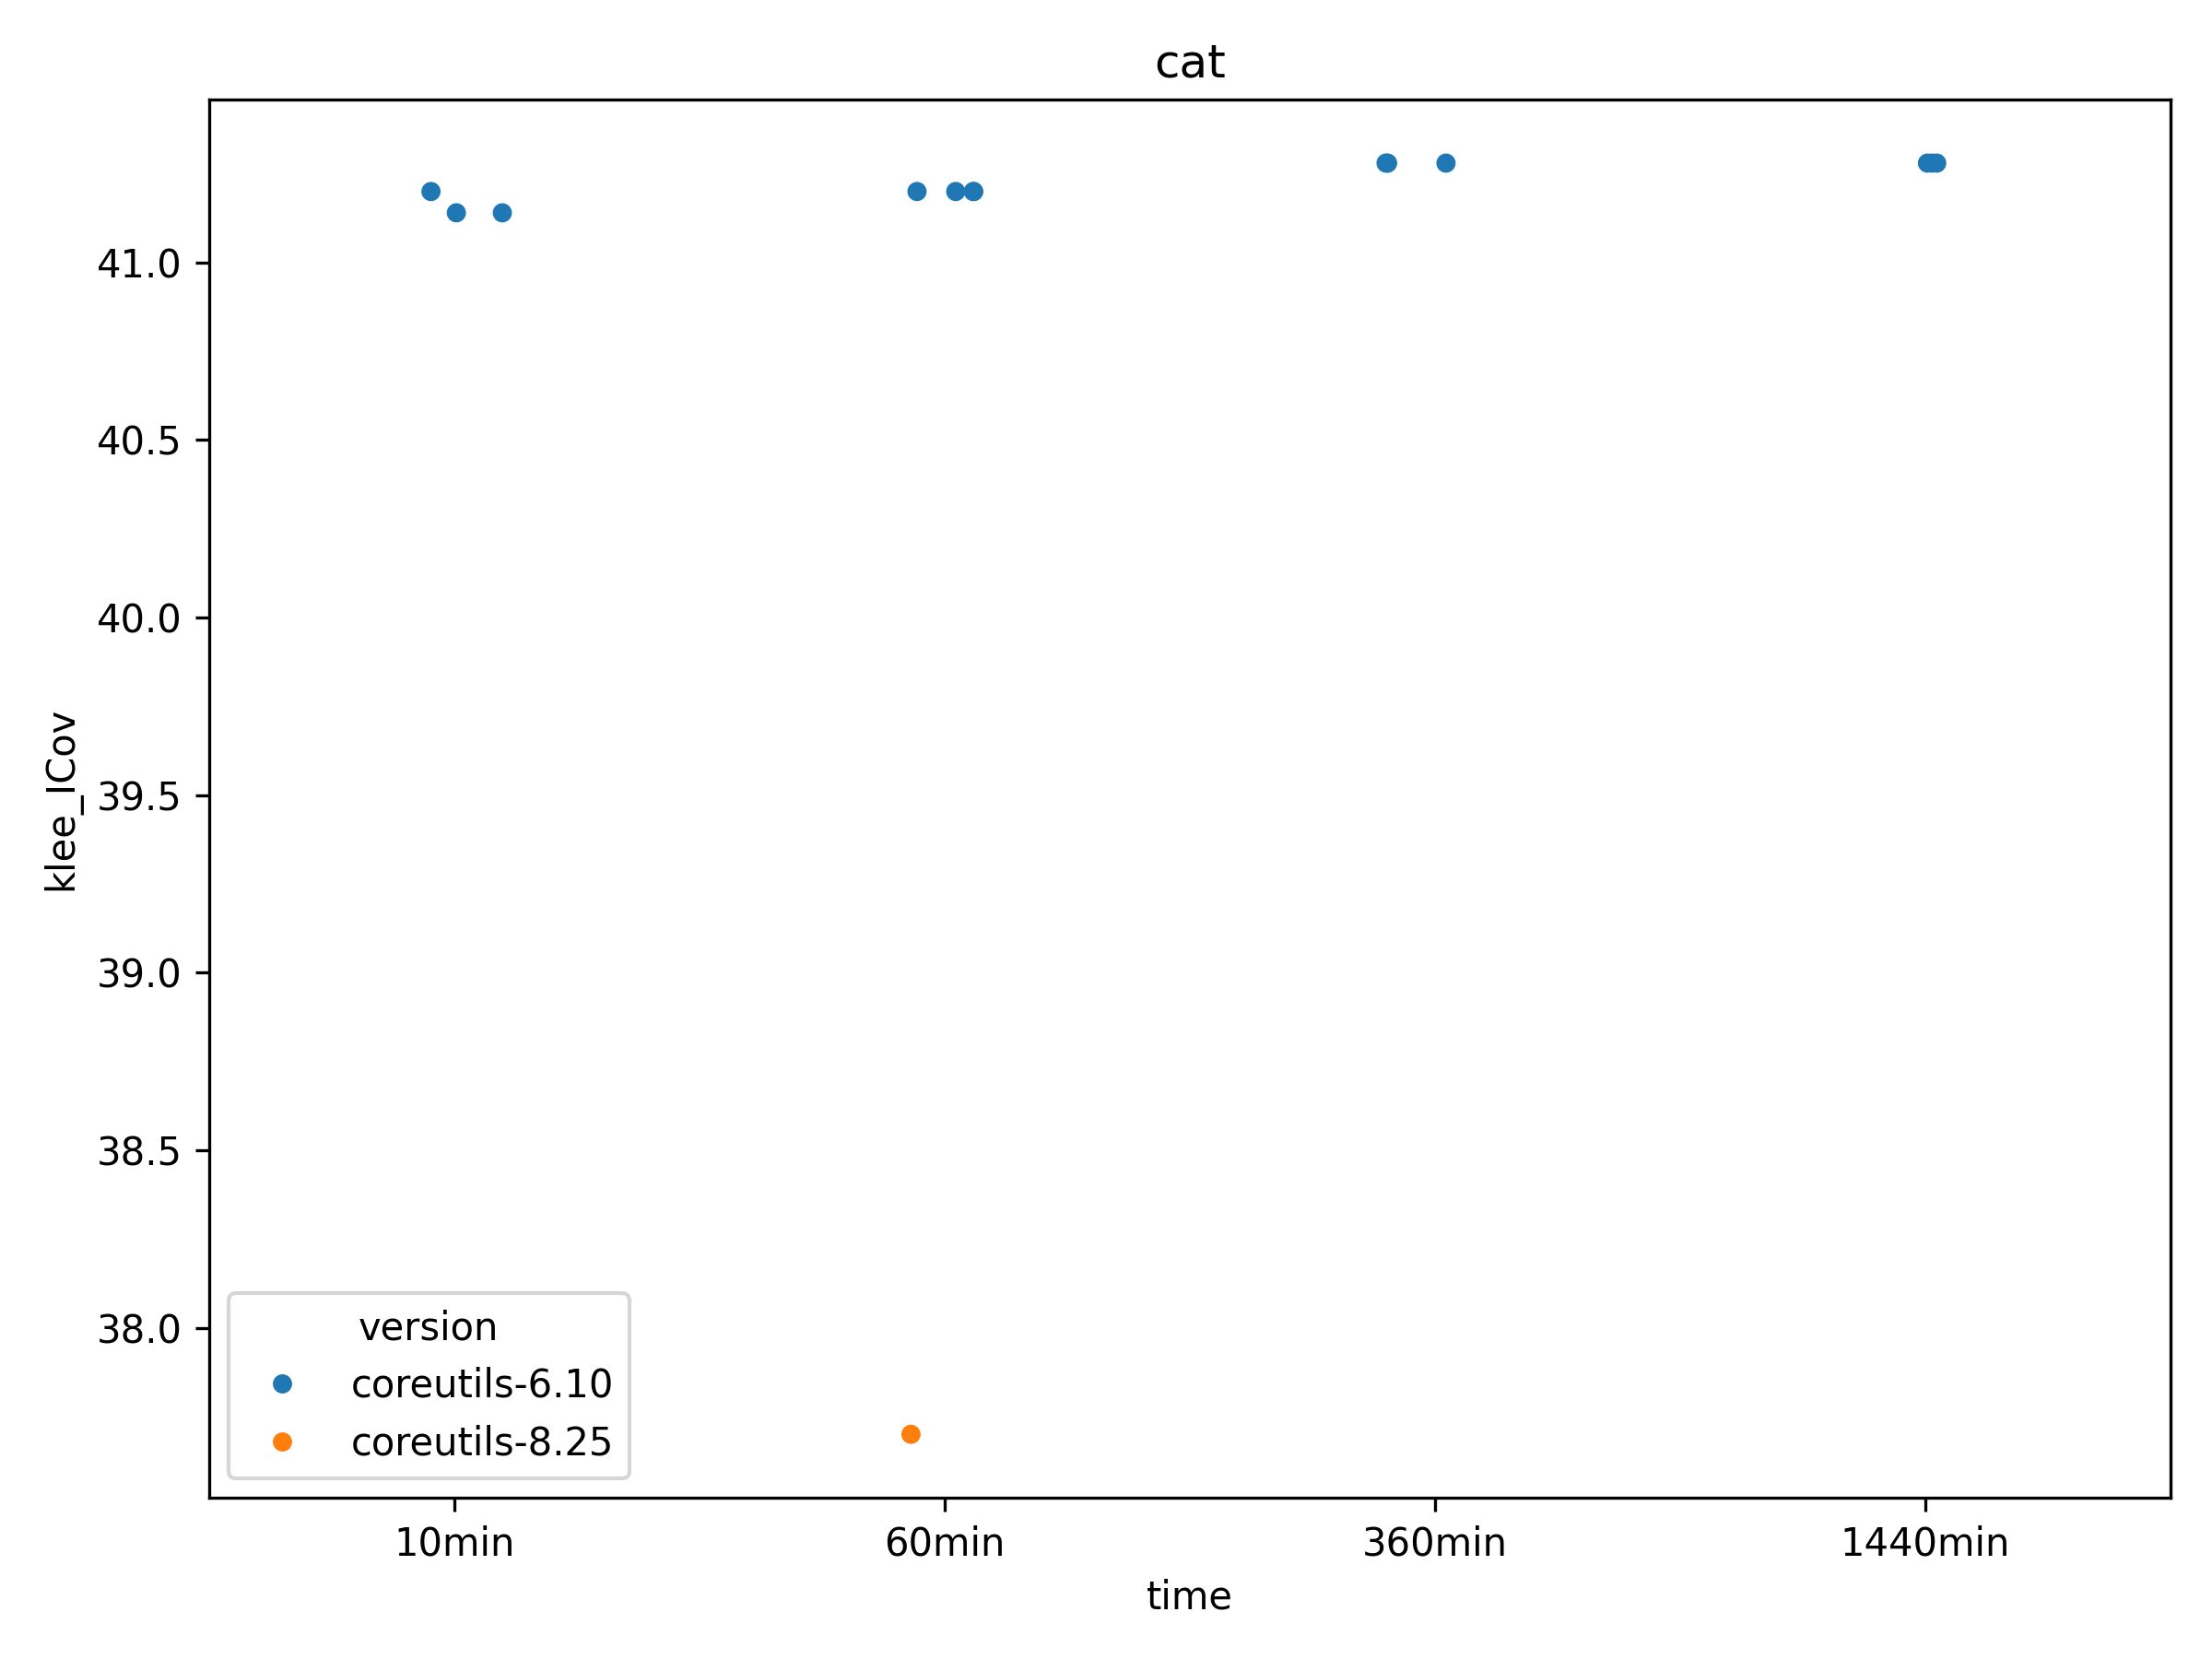 cat
41.0
40.5
40.0
39.5
39.0
38.5
38.0
klee_ICov
version
coreutils-6.10
coreutils-8.25
10min 60min 360min 1440min
time